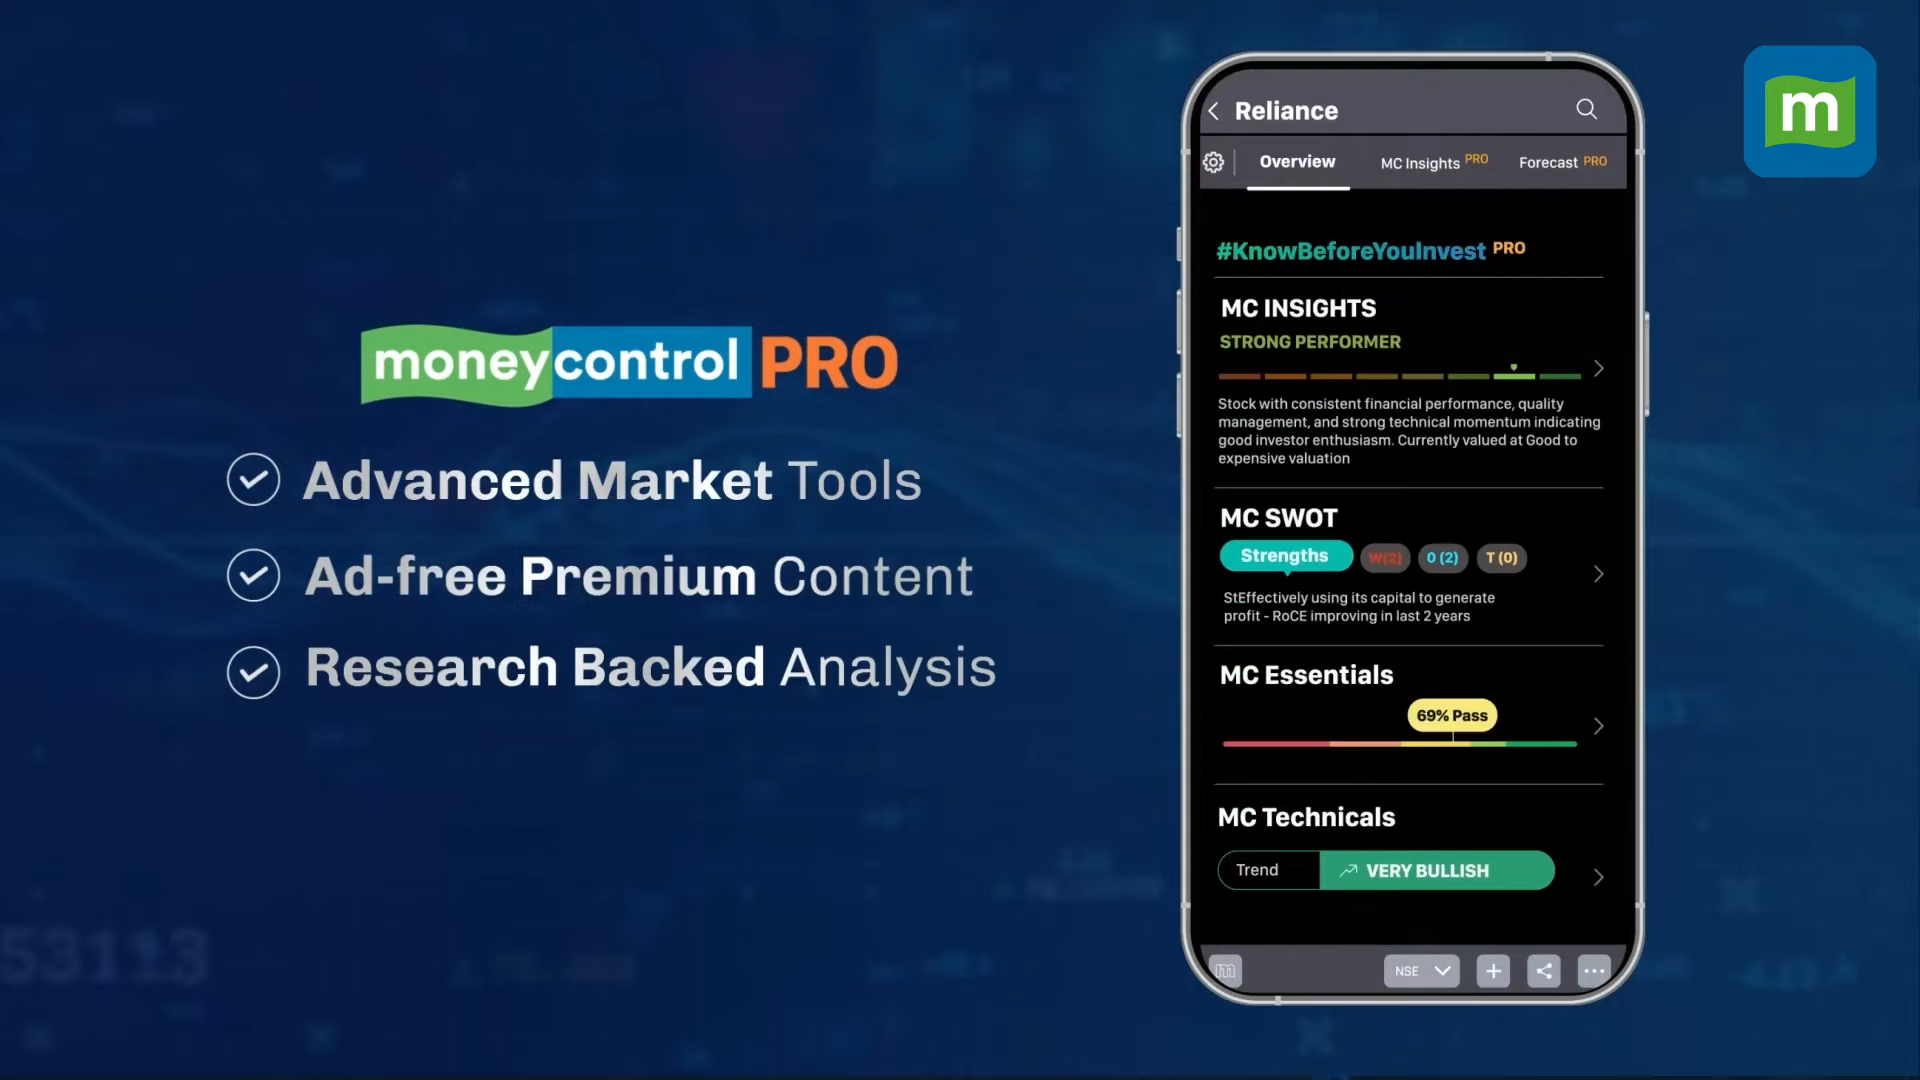 moneycontrol PRO
Advanced Market Tools
Ad-free Premium Content
Research Backed Analysis
m
Reliance
Overview
MC Insights PRO
Forecast PRO
#KnowBeforeYouInvest PRO
MC INSIGHTS
STRONG PERFORMER
Stock with consistent financial performance, quality
management, and strong technical momentum indicating
good investor enthusiasm. Currently valued at Good to
expensive valuation
MC SWOT
Strengths W(2) O (2) T (0)
StEffectively using its capital to generate
profit - RoCE improving in last 2 years
MC Essentials
69% Pass
MC Technicals
Trend VERY BULLISH
m NSE
53113